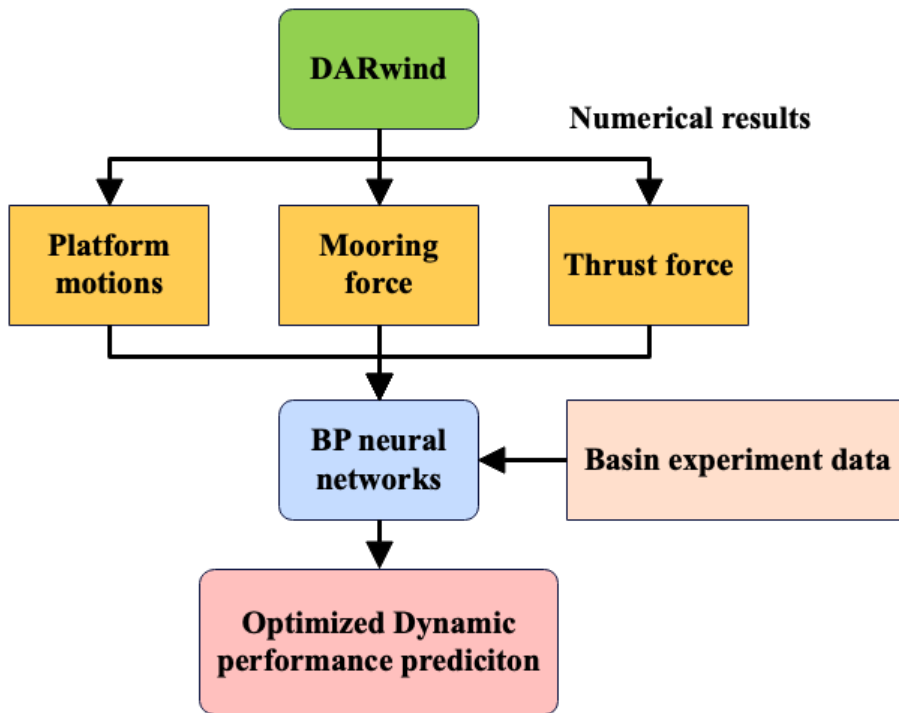 DARwind
Numerical results
Platform
motions
Mooring
force
Thrust force
BP neural
networks
Basin experiment data
Optimized Dynamic
performance prediciton